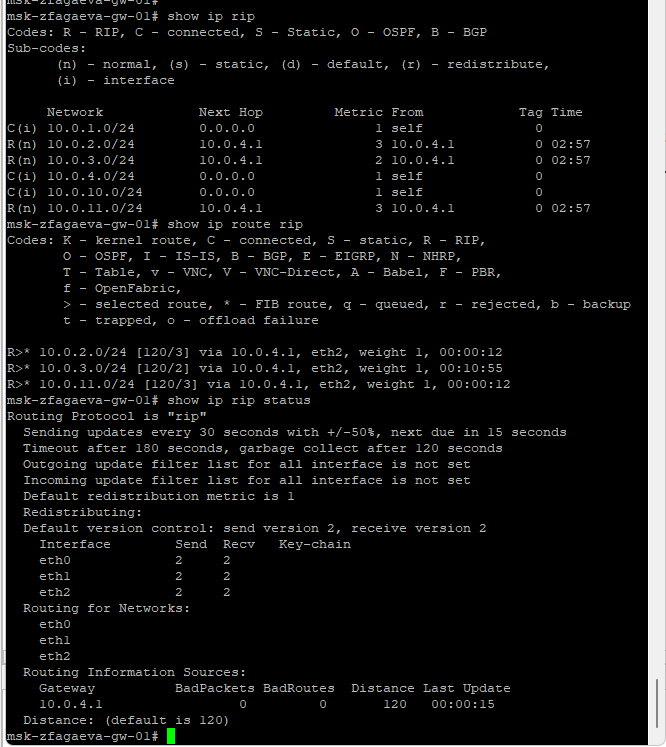 msk-zfagaeva-gw-01#
msk-zfagaeva-gw-01# show ip rip
Codes: R - RIP, C - connected, S - Static, O - OSPF, B - BGP
Sub-codes:
      (n) - normal, (s) - static, (d) - default, (r) - redistribute,
      (i) - interface

     Network            Next Hop         Metric From            Tag Time
C(i) 10.0.1.0/24        0.0.0.0               1 self              0
R(n) 10.0.2.0/24        10.0.4.1              3 10.0.4.1          0 02:57
R(n) 10.0.3.0/24        10.0.4.1              2 10.0.4.1          0 02:57
C(i) 10.0.4.0/24        0.0.0.0               1 self              0
C(i) 10.0.10.0/24       0.0.0.0               1 self              0
R(n) 10.0.11.0/24       10.0.4.1              3 10.0.4.1          0 02:57
msk-zfagaeva-gw-01# show ip route rip
Codes: K - kernel route, C - connected, S - static, R - RIP,
       O - OSPF, I - IS-IS, B - BGP, E - EIGRP, N - NHRP,
       T - Table, v - VNC, V - VNC-Direct, A - Babel, F - PBR,
       f - OpenFabric,
       > - selected route, * - FIB route, q - queued, r - rejected, b - backup
       t - trapped, o - offload failure

R>* 10.0.2.0/24 [120/3] via 10.0.4.1, eth2, weight 1, 00:00:12
R>* 10.0.3.0/24 [120/2] via 10.0.4.1, eth2, weight 1, 00:10:55
R>* 10.0.11.0/24 [120/3] via 10.0.4.1, eth2, weight 1, 00:00:12
msk-zfagaeva-gw-01# show ip rip status
Routing Protocol is "rip"
  Sending updates every 30 seconds with +/-50%, next due in 15 seconds
  Timeout after 180 seconds, garbage collect after 120 seconds
  Outgoing update filter list for all interface is not set
  Incoming update filter list for all interface is not set
  Default redistribution metric is 1
  Redistributing:
  Default version control: send version 2, receive version 2
    Interface        Send  Recv   Key-chain
    eth0             2     2
    eth1             2     2
    eth2             2     2
  Routing for Networks:
    eth0
    eth1
    eth2
  Routing Information Sources:
    Gateway          BadPackets BadRoutes  Distance Last Update
    10.0.4.1                 0         0       120   00:00:15
  Distance: (default is 120)
msk-zfagaeva-gw-01#